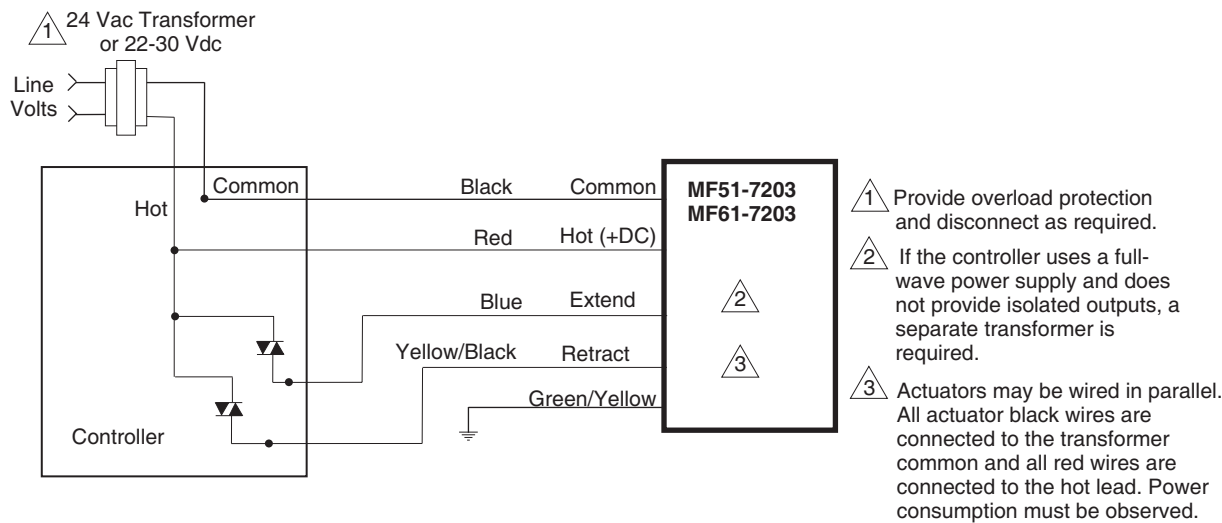 1
24 Vac Transformer
or 22-30 Vdc
Line
Volts
Common
Hot
Controller
Black
Common
Red
Hot (+DC)
Blue
Extend
Yellow/Black
Retract
Green/Yellow
MF51-7203
MF61-7203
2
3
1 Provide overload protection
and disconnect as required.
2 If the controller uses a full-
wave power supply and does
not provide isolated outputs, a
separate transformer is
required.
3 Actuators may be wired in parallel.
All actuator black wires are
connected to the transformer
common and all red wires are
connected to the hot lead. Power
consumption must be observed.